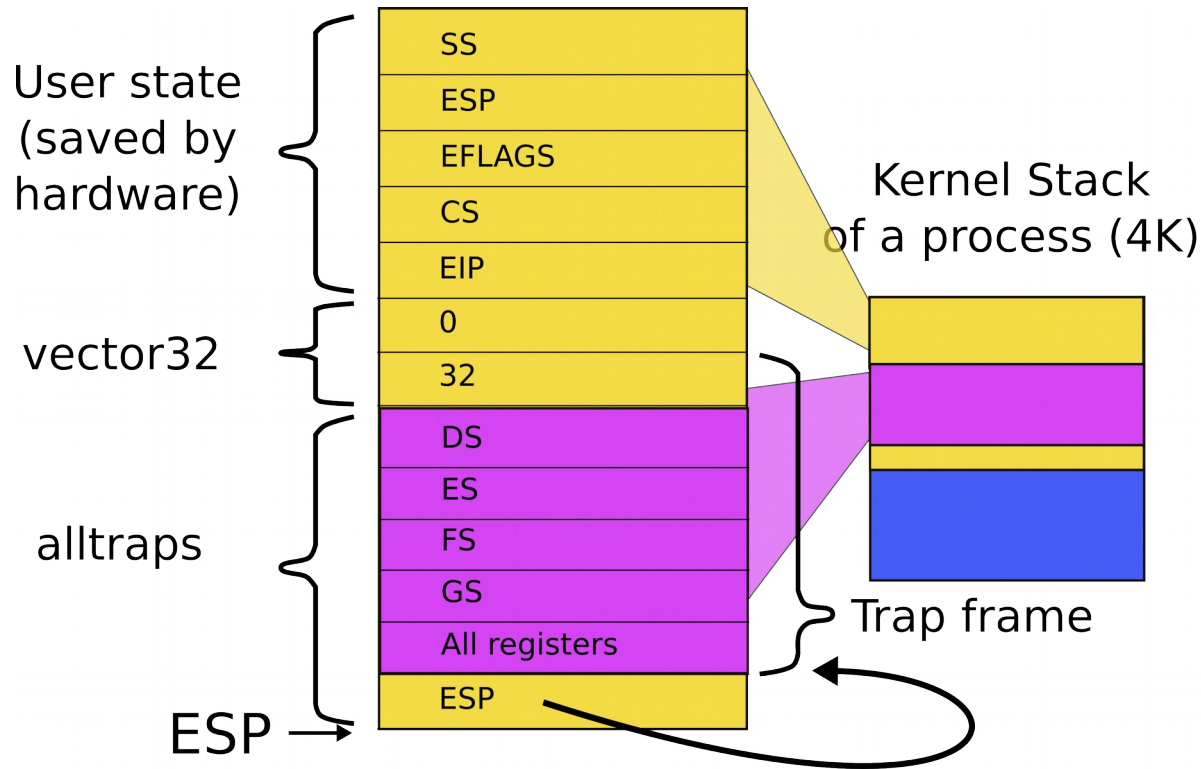 User state
(saved by
hardware)
vector32
alltraps
ESP
SS
ESP
EFLAGS
CS
EIP
0
32
DS
ES
FS
GS
All registers
ESP
Kernel Stack
of a process (4K)
Trap frame